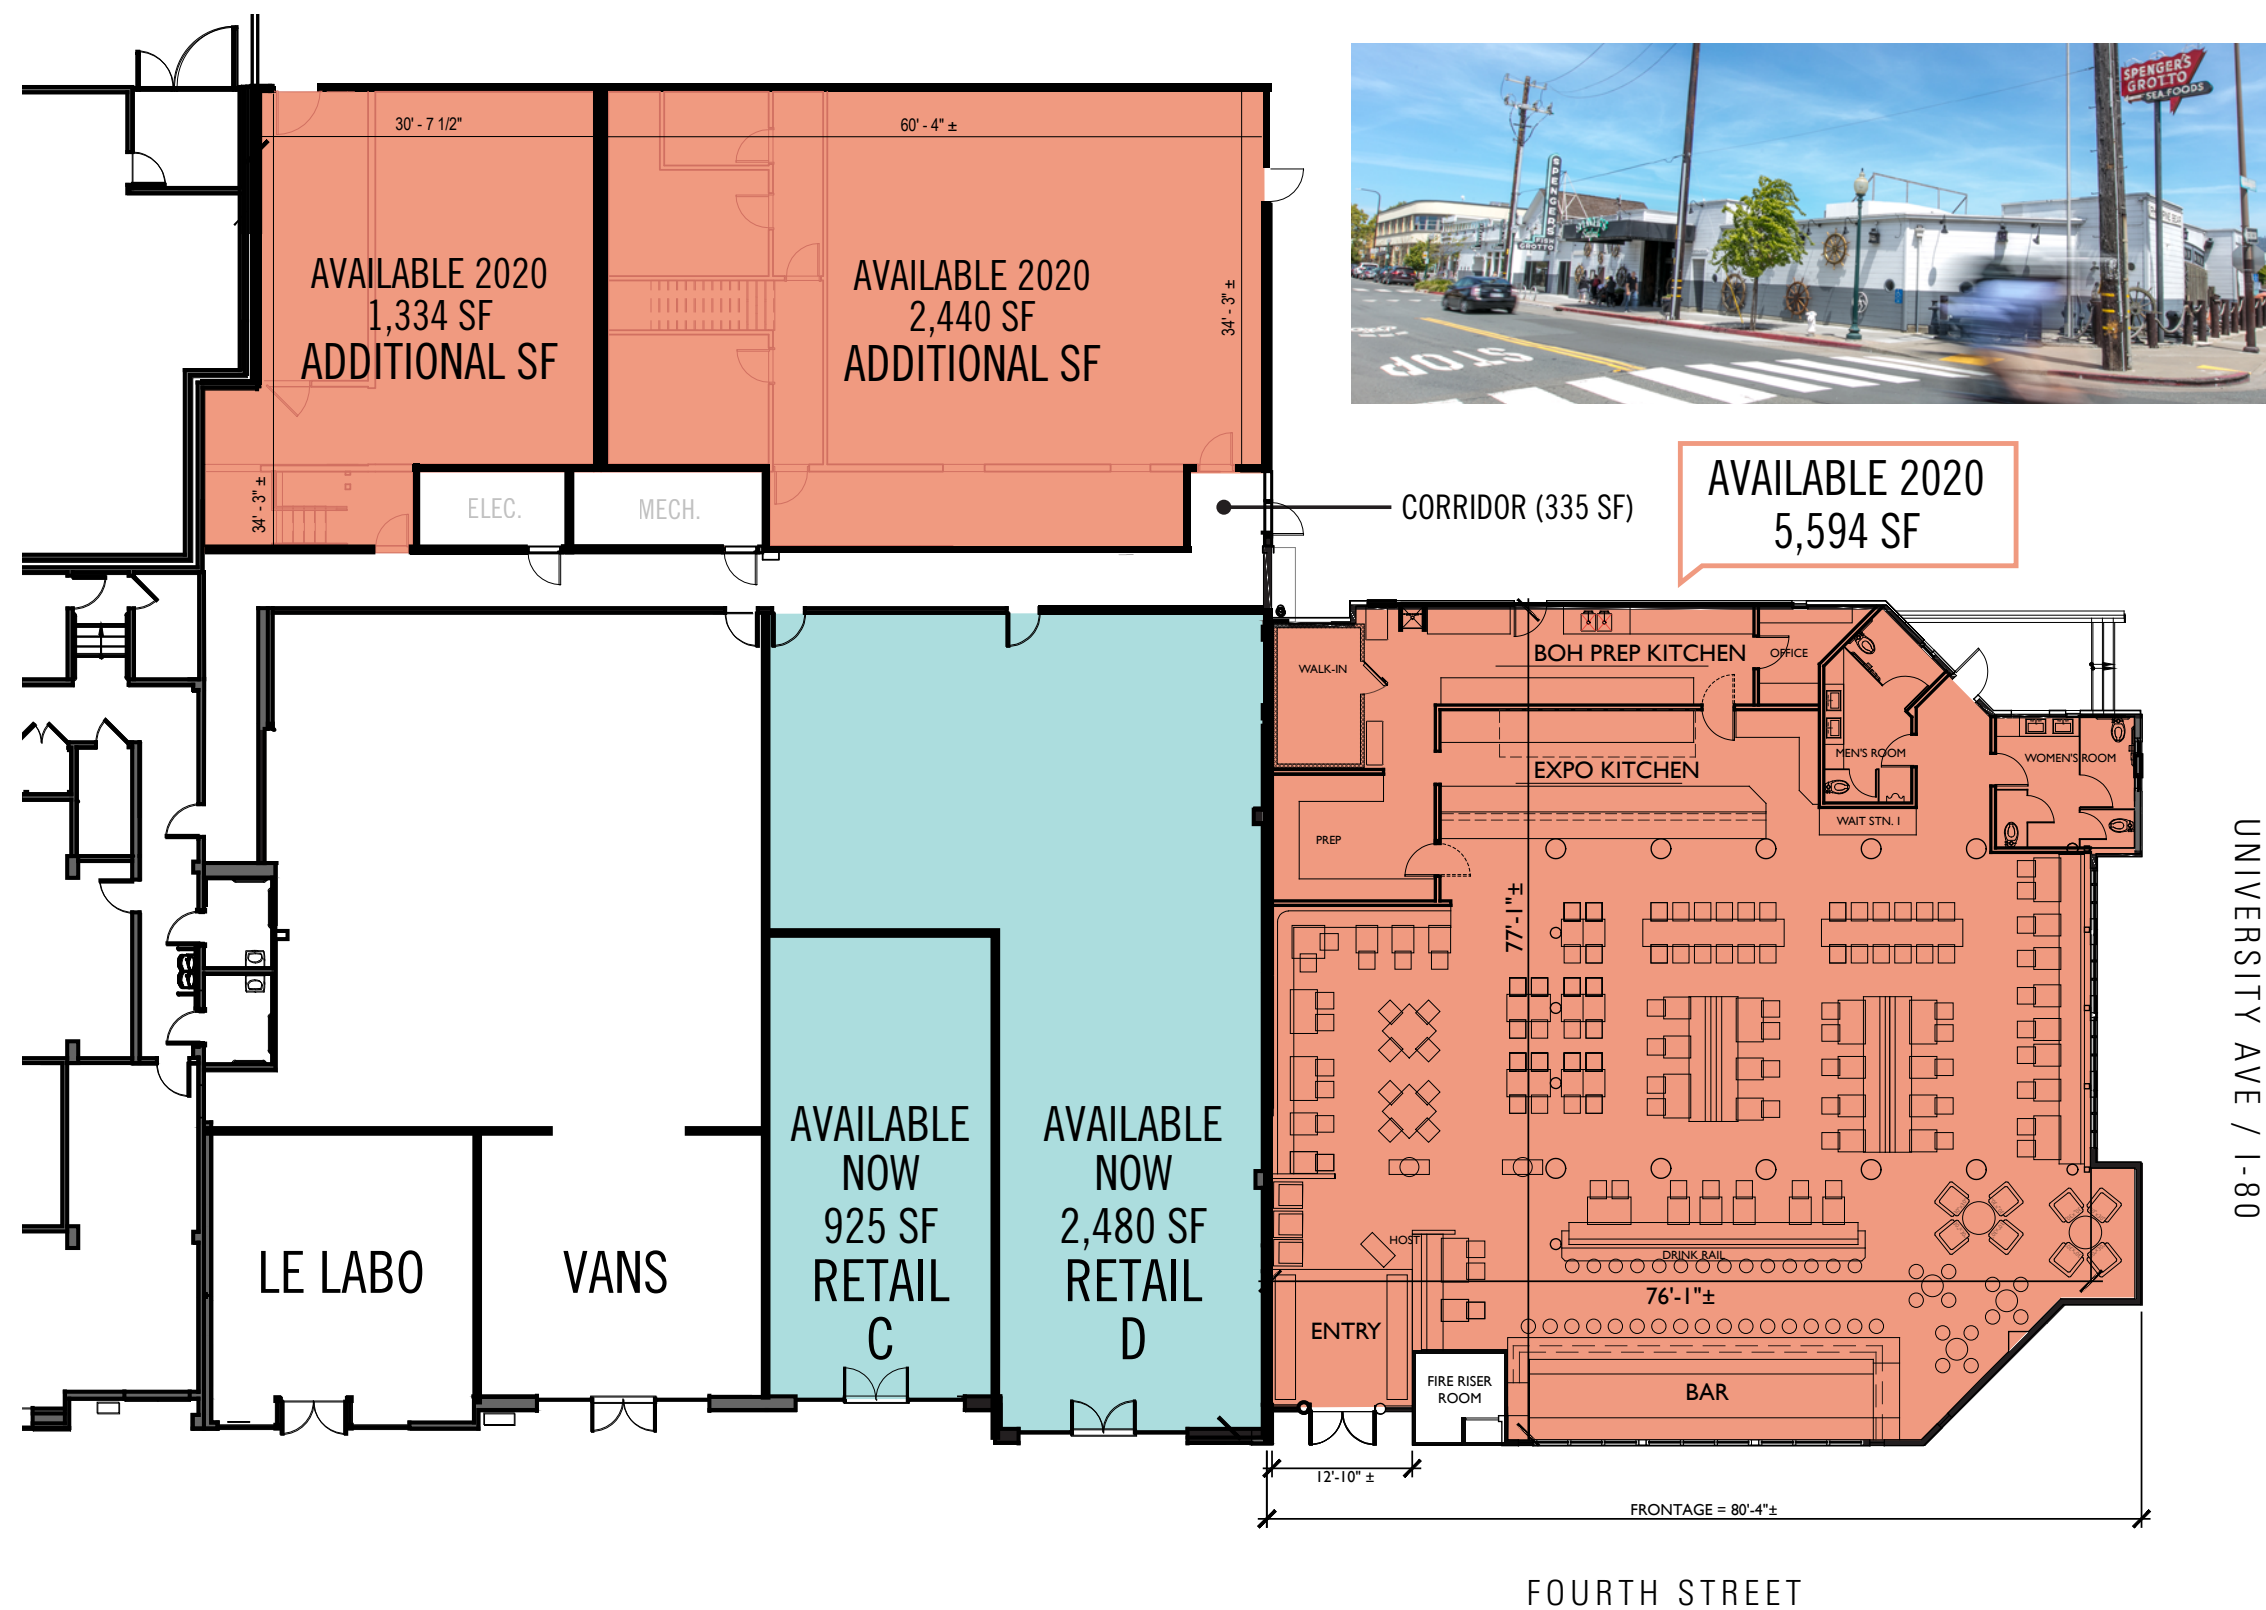 30' - 7 1/2"
60' - 4" ±
AVAILABLE 2020
1,334 SF
ADDITIONAL SF
AVAILABLE 2020
2,440 SF
ADDITIONAL SF
34' - 3" ±
34' - 3" ±
ELEC.
MECH.
CORRIDOR (335 SF)
SPENGER'S
GROTTO
SEA FOODS
SPENGERS
FISH
GROTTO
STOP
AVAILABLE 2020
5,594 SF
WALK-IN
BOH PREP KITCHEN
OFFICE
MEN'S ROOM
WOMEN'S ROOM
EXPO KITCHEN
WAIT STN. 1
PREP
77'-1"±
HOST
DRINK RAIL
76'-1"±
ENTRY
FIRE RISER
ROOM
BAR
12'-10" ±
FRONTAGE = 80'-4"±
LE LABO
VANS
AVAILABLE
NOW
925 SF
RETAIL
C
AVAILABLE
NOW
2,480 SF
RETAIL
D
UNIVERSITY AVE / I-80
FOURTH STREET